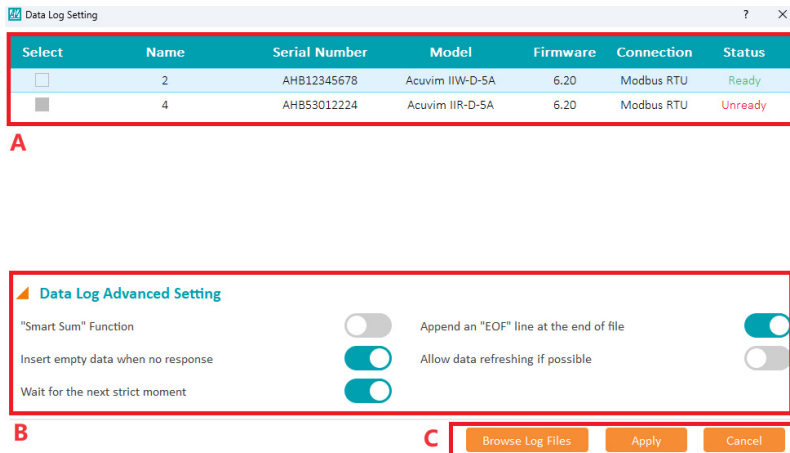 Data Log Setting ? ×
Select Name Serial Number Model Firmware Connection Status
2 AHB12345678 Acuvim IIW-D-5A 6.20 Modbus RTU Ready
4 AHB53012224 Acuvim IIR-D-5A 6.20 Modbus RTU Unready
A
Data Log Advanced Setting
"Smart Sum" Function Append an "EOF" line at the end of file
Insert empty data when no response Allow data refreshing if possible
Wait for the next strict moment
B
C Browse Log Files Apply Cancel